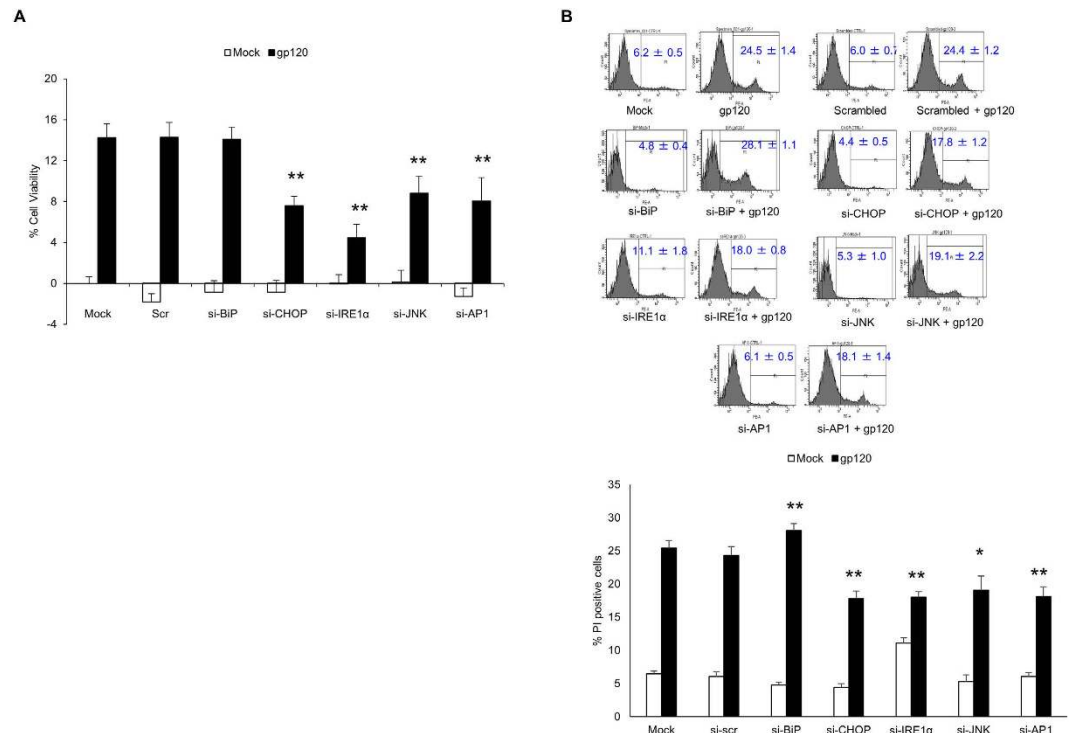 A
□Mock ■gp120
20
16
12
8
4
0
-4
% Cell Viability
** ** ** **
Mock Scr si-BiP si-CHOP si-IRE1α si-JNK si-AP1
B
6.2 ± 0.5 24.5 ± 1.4 6.0 ± 0.7 24.4 ± 1.2
Mock gp120 Scrambled Scrambled + gp120
4.8 ± 0.4 28.1 ± 1.1 4.4 ± 0.5 17.8 ± 1.2
si-BiP si-BiP + gp120 si-CHOP si-CHOP + gp120
11.1 ± 1.8 18.0 ± 0.8 5.3 ± 1.0 19.1 ± 2.2
si-IRE1α si-IRE1α + gp120 si-JNK si-JNK + gp120
6.1 ± 0.5 18.1 ± 1.4
si-AP1 si-AP1 + gp120
□Mock ■gp120
35
30
25
20
15
10
5
0
% PI positive cells
** ** ** * **
Mock si-scr si-BiP si-CHOP si-IRE1α si-JNK si-AP1